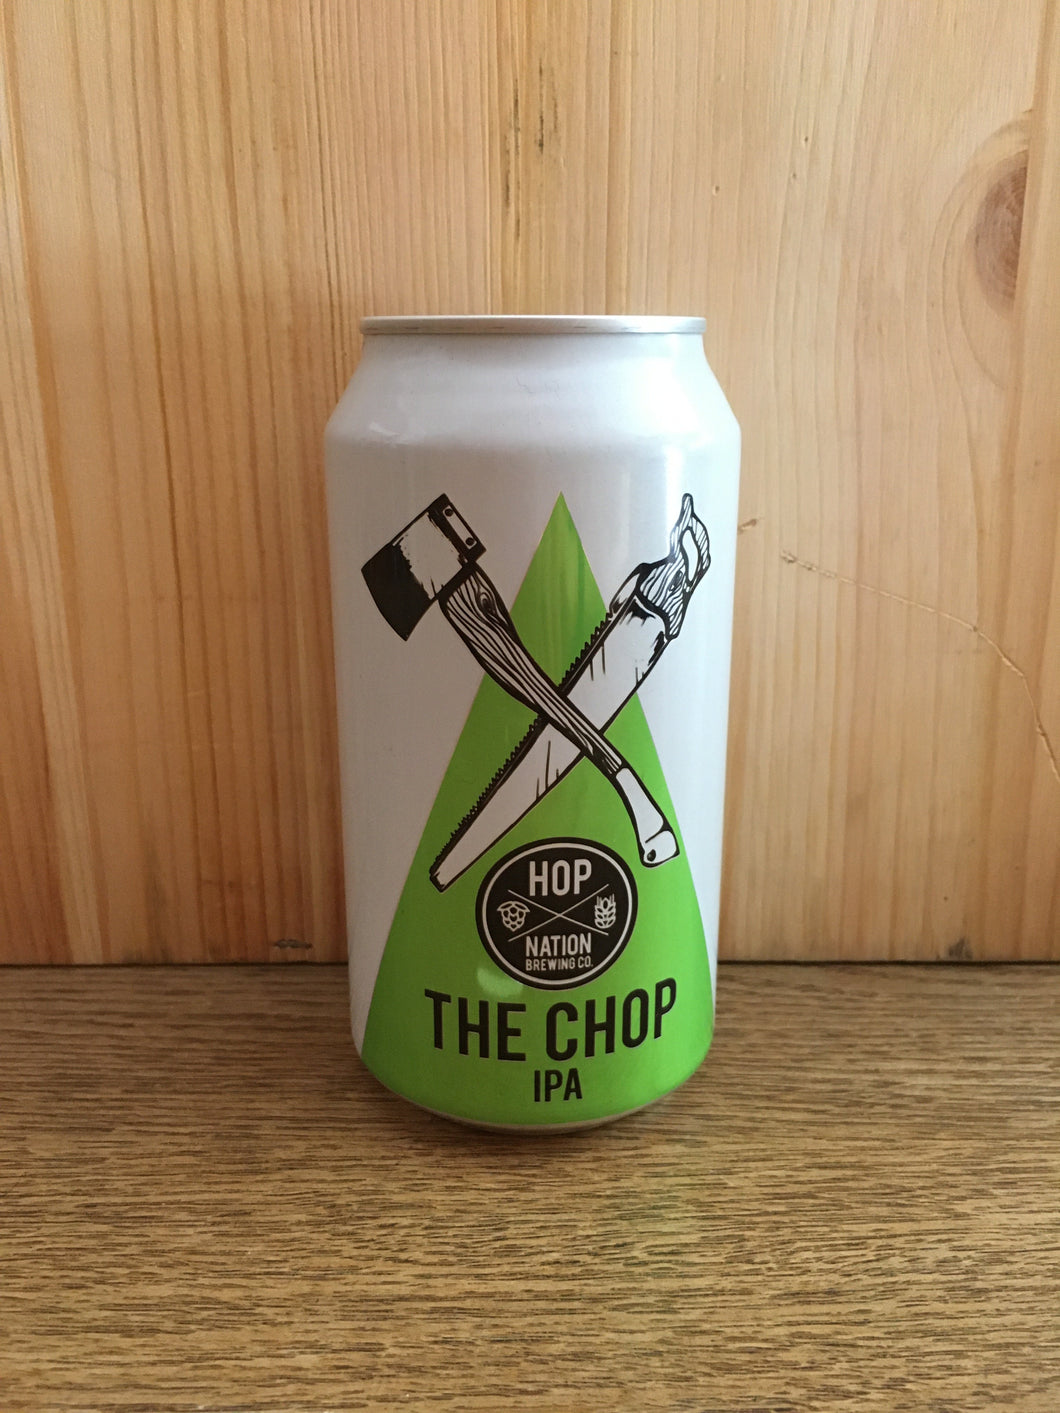 HOP
NATION
BREWING CO.
THE CHOP
IPA